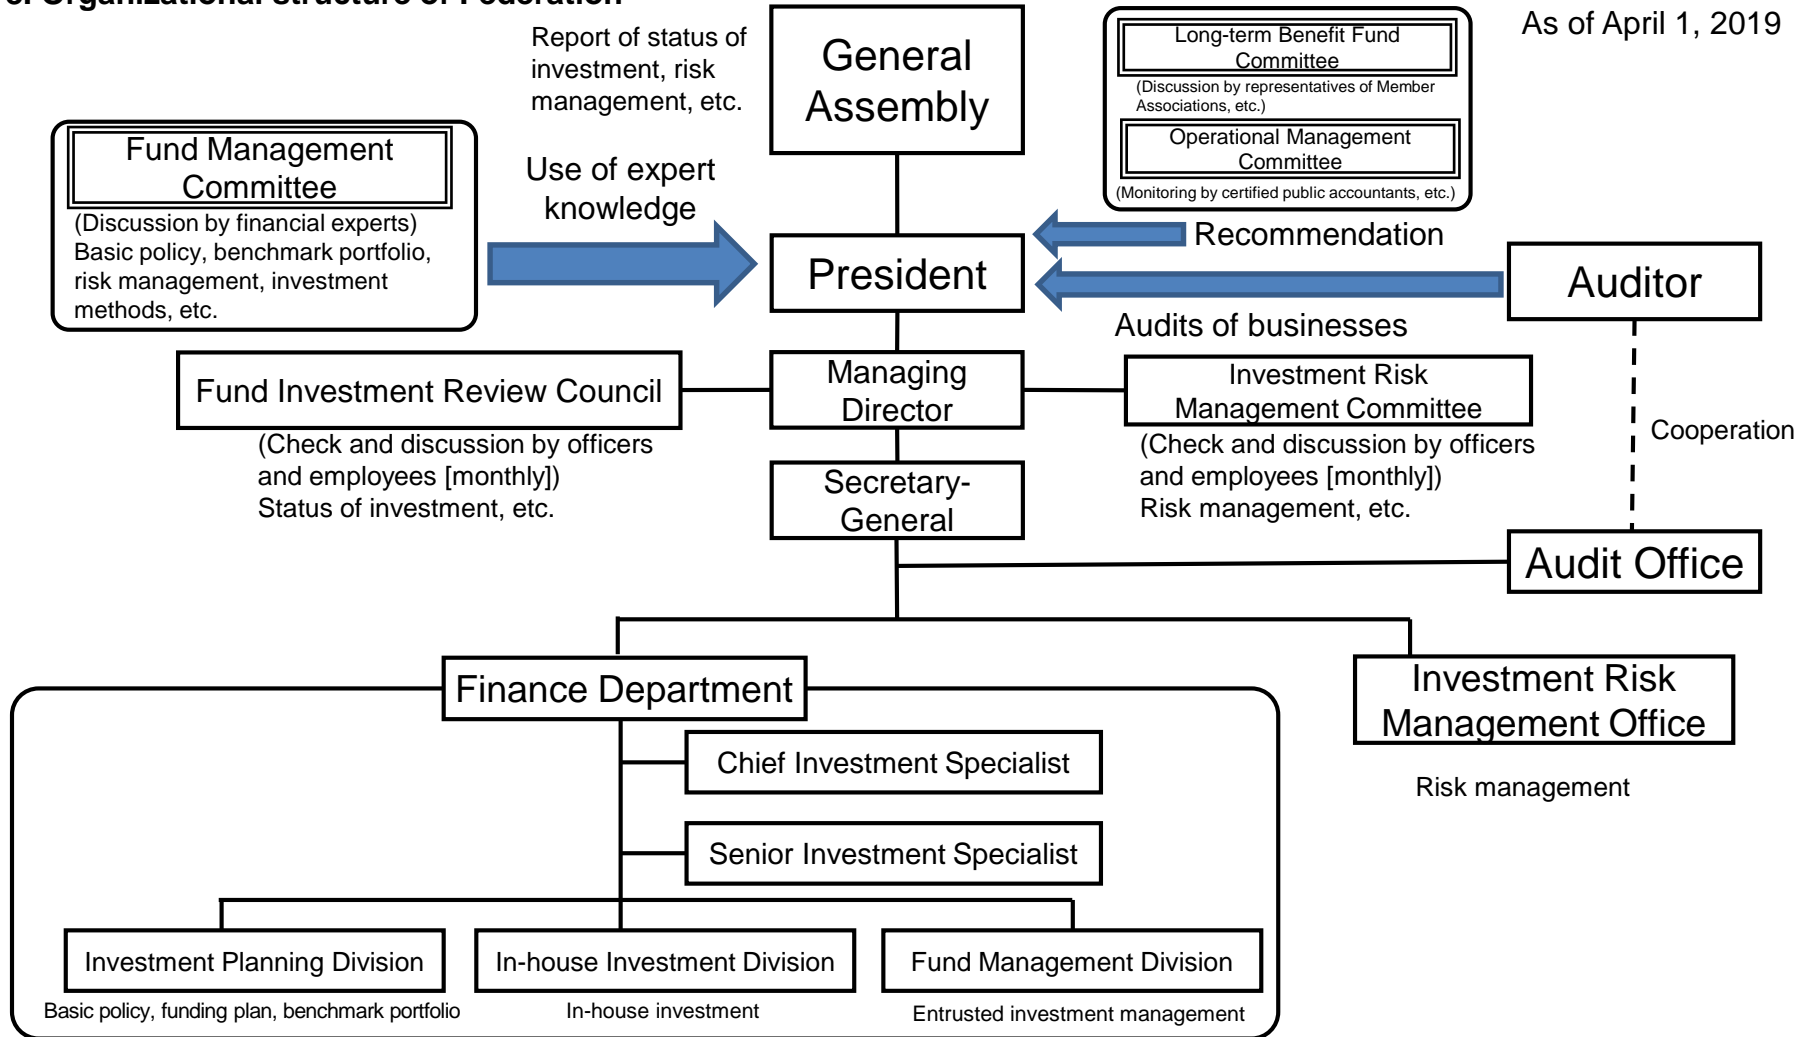 Organizational structure of Federation
As of April 1, 2019
Report of status of
investment, risk
management, etc.
General
Assembly
Long-term Benefit Fund
Committee
(Discussion by representatives of Member
Associations, etc.)
Operational Management
Committee
(Monitoring by certified public accountants, etc.)
Fund Management
Committee
(Discussion by financial experts)
Basic policy, benchmark portfolio,
risk management, investment
methods, etc.
Use of expert
knowledge
President
Recommendation
Auditor
Audits of businesses
Fund Investment Review Council
(Check and discussion by officers
and employees [monthly])
Status of investment, etc.
Managing
Director
Investment Risk
Management Committee
(Check and discussion by officers
and employees [monthly])
Risk management, etc.
Cooperation
Secretary-
General
Audit Office
Finance Department
Investment Risk
Management Office
Risk management
Chief Investment Specialist
Senior Investment Specialist
Investment Planning Division
Basic policy, funding plan, benchmark portfolio
In-house Investment Division
In-house investment
Fund Management Division
Entrusted investment management